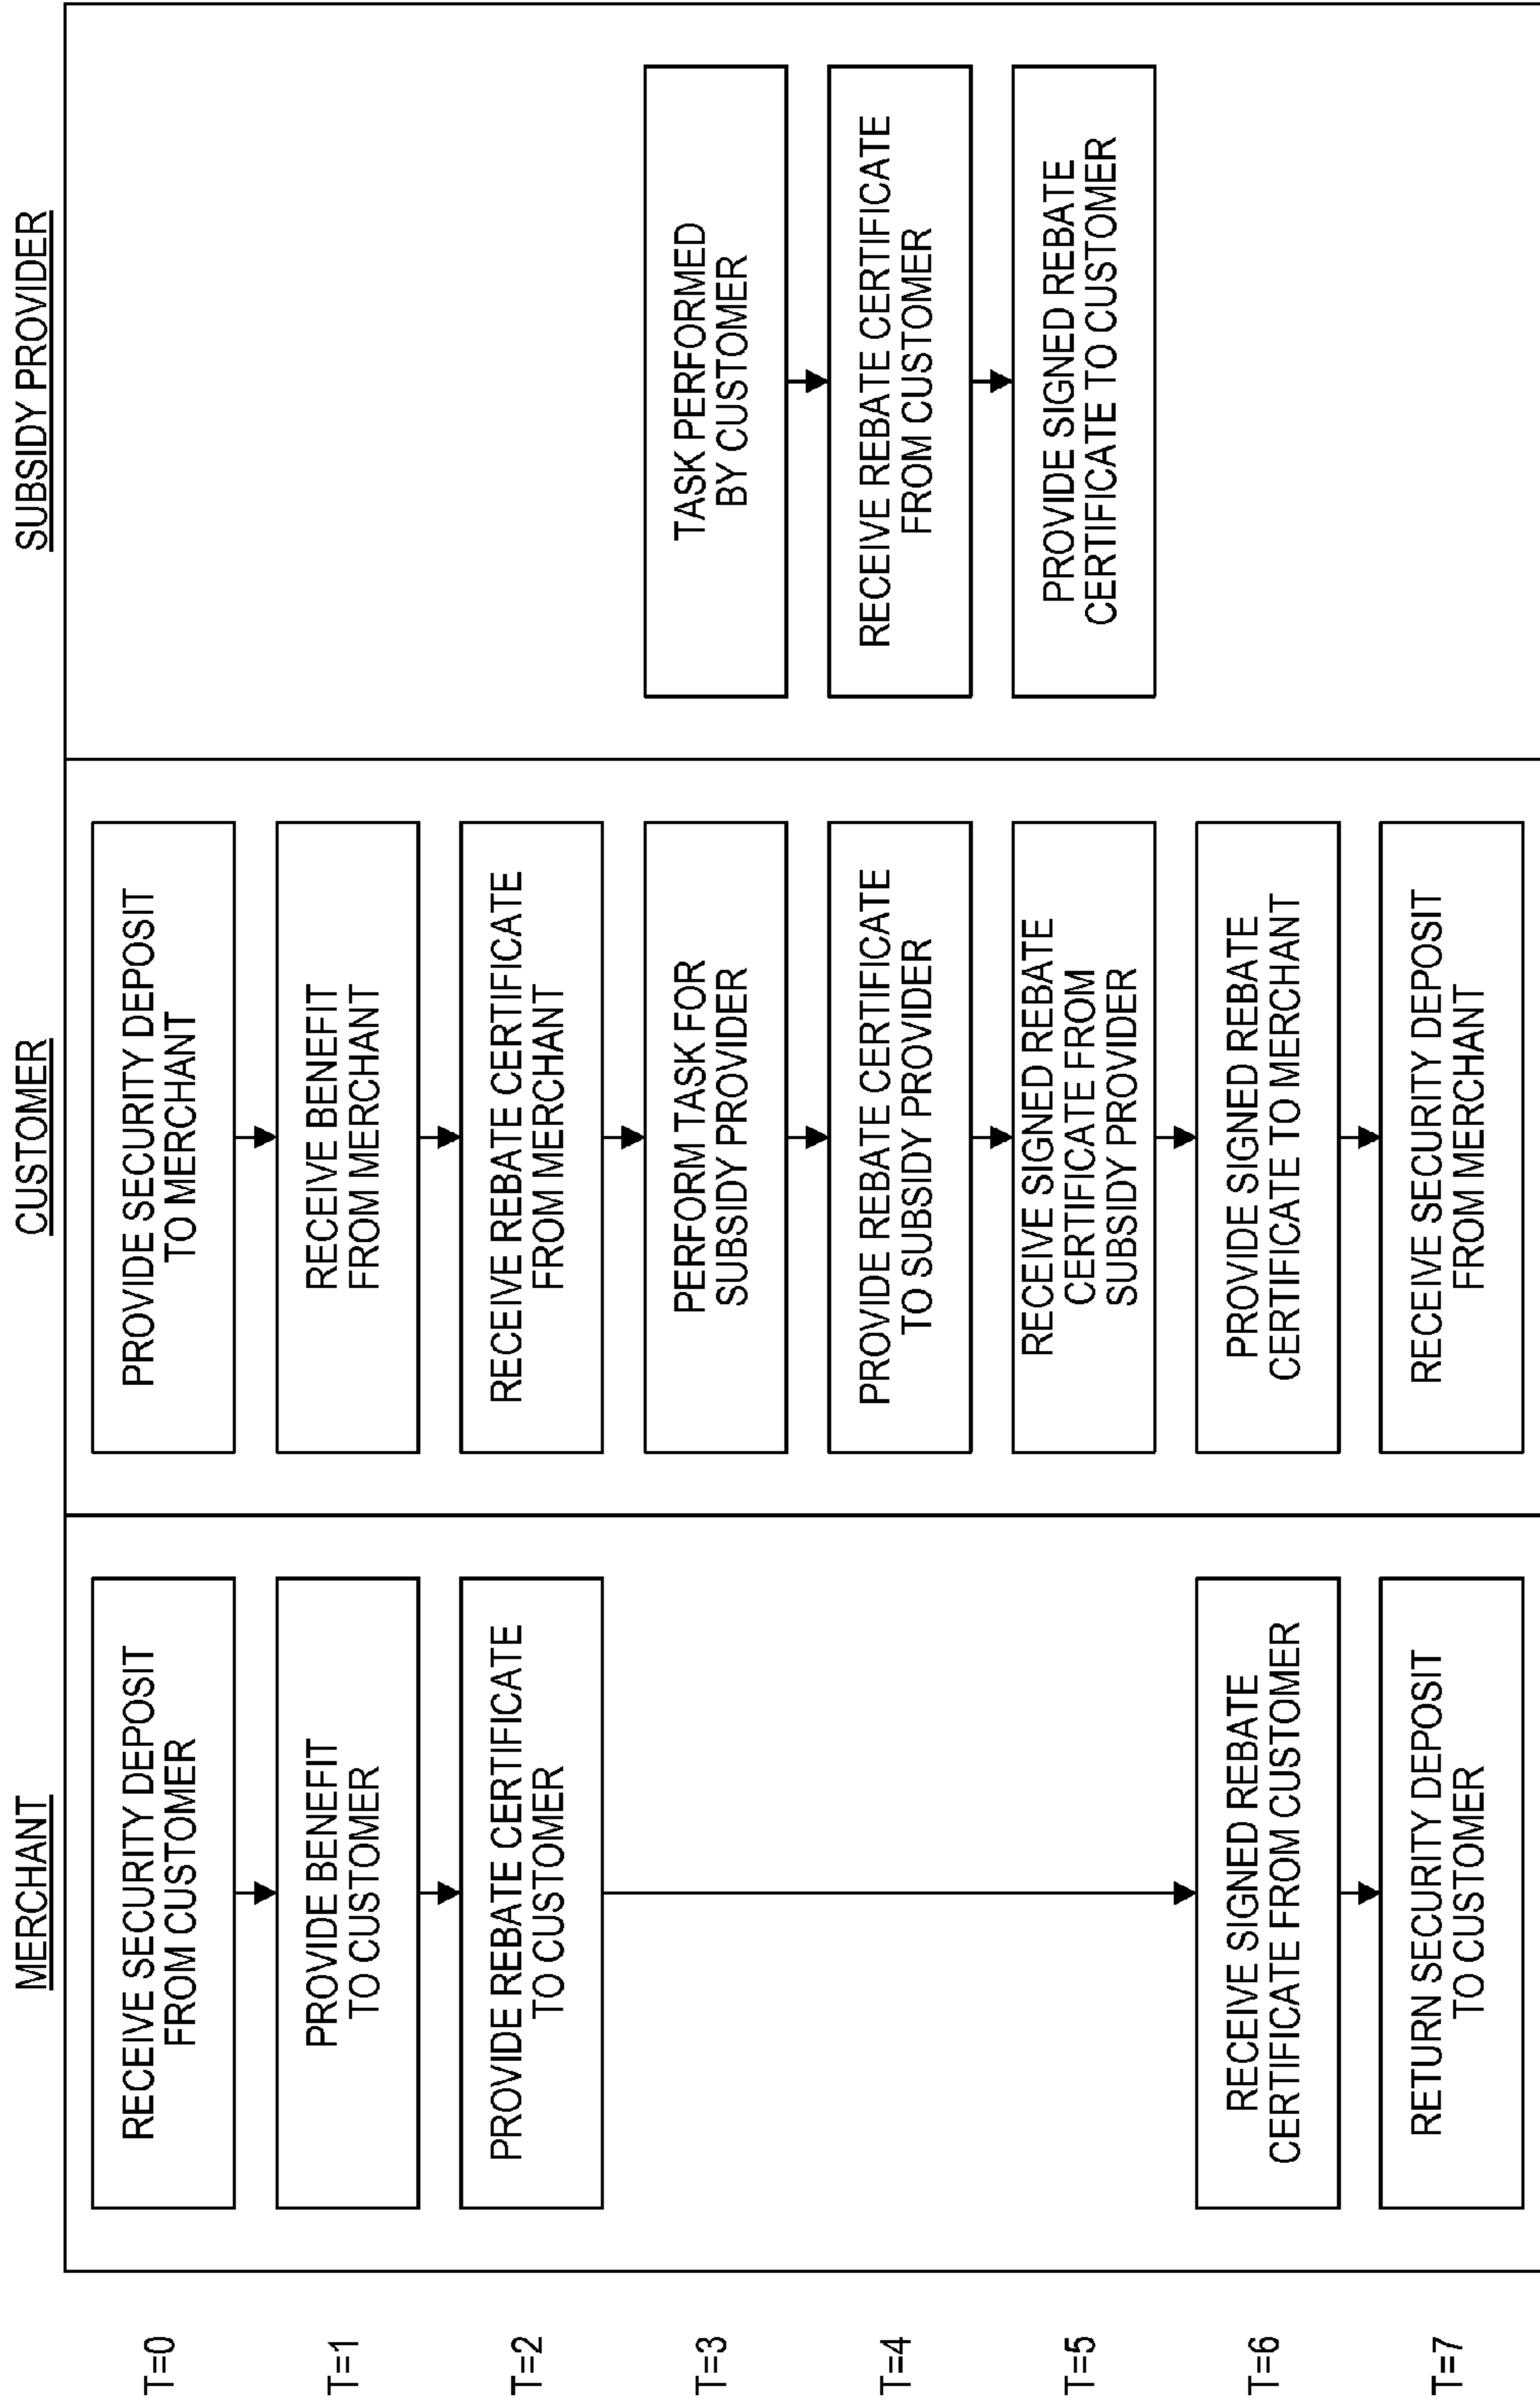 MERCHANT
CUSTOMER
SUBSIDY PROVIDER
T=0
RECEIVE SECURITY DEPOSIT
FROM CUSTOMER
PROVIDE SECURITY DEPOSIT
TO MERCHANT
T=1
PROVIDE BENEFIT
TO CUSTOMER
RECEIVE BENEFIT
FROM MERCHANT
T=2
PROVIDE REBATE CERTIFICATE
TO CUSTOMER
RECEIVE REBATE CERTIFICATE
FROM MERCHANT
T=3
PERFORM TASK FOR
SUBSIDY PROVIDER
TASK PERFORMED
BY CUSTOMER
T=4
PROVIDE REBATE CERTIFICATE
TO SUBSIDY PROVIDER
RECEIVE REBATE CERTIFICATE
FROM CUSTOMER
T=5
RECEIVE SIGNED REBATE
CERTIFICATE FROM
SUBSIDY PROVIDER
PROVIDE SIGNED REBATE
CERTIFICATE TO CUSTOMER
T=6
RECEIVE SIGNED REBATE
CERTIFICATE FROM CUSTOMER
PROVIDE SIGNED REBATE
CERTIFICATE TO MERCHANT
T=7
RETURN SECURITY DEPOSIT
TO CUSTOMER
RECEIVE SECURITY DEPOSIT
FROM MERCHANT